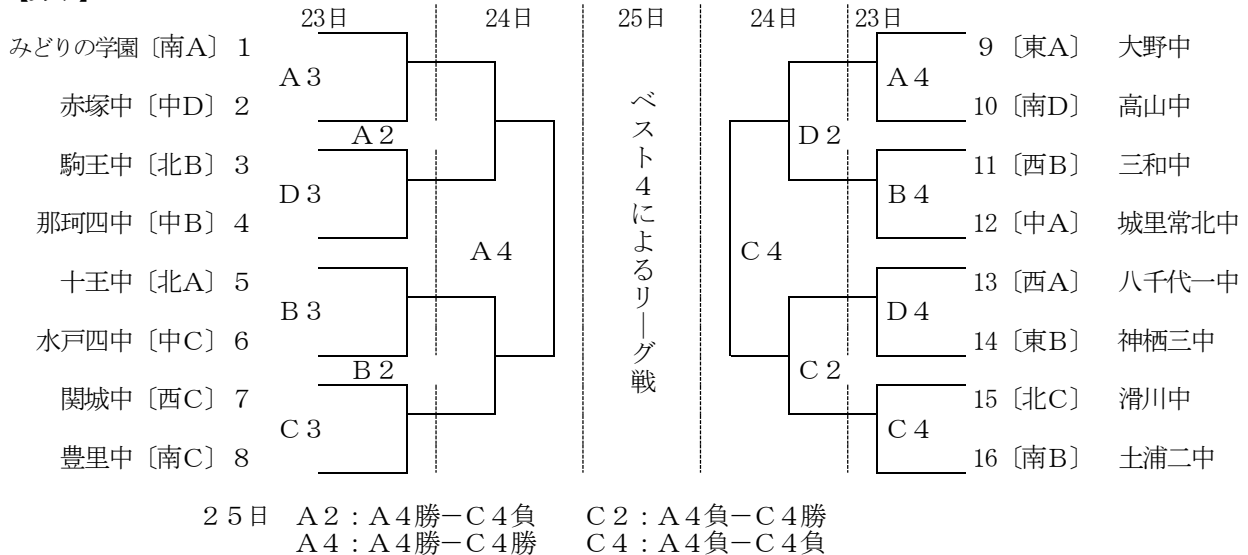 23日 24日 25日 24日 23日
みどりの学園〔南A〕1
赤塚中〔中D〕2
駒王中〔北B〕3
那珂四中〔中B〕4
十王中〔北A〕5
水戸四中〔中C〕6
関城中〔西C〕7
豊里中〔南C〕8
A3
A2
D3
A4
B3
B2
C3
ベスト4によるリーグ戦
A4
D2
B4
C4
D4
C2
C4
9〔東A〕 大野中
10〔南D〕 高山中
11〔西B〕 三和中
12〔中A〕 城里常北中
13〔西A〕 八千代一中
14〔東B〕 神栖三中
15〔北C〕 滑川中
16〔南B〕 土浦二中
25日 A2:A4勝-C4負 C2:A4負-C4勝
A4:A4勝-C4勝 C4:A4負-C4負